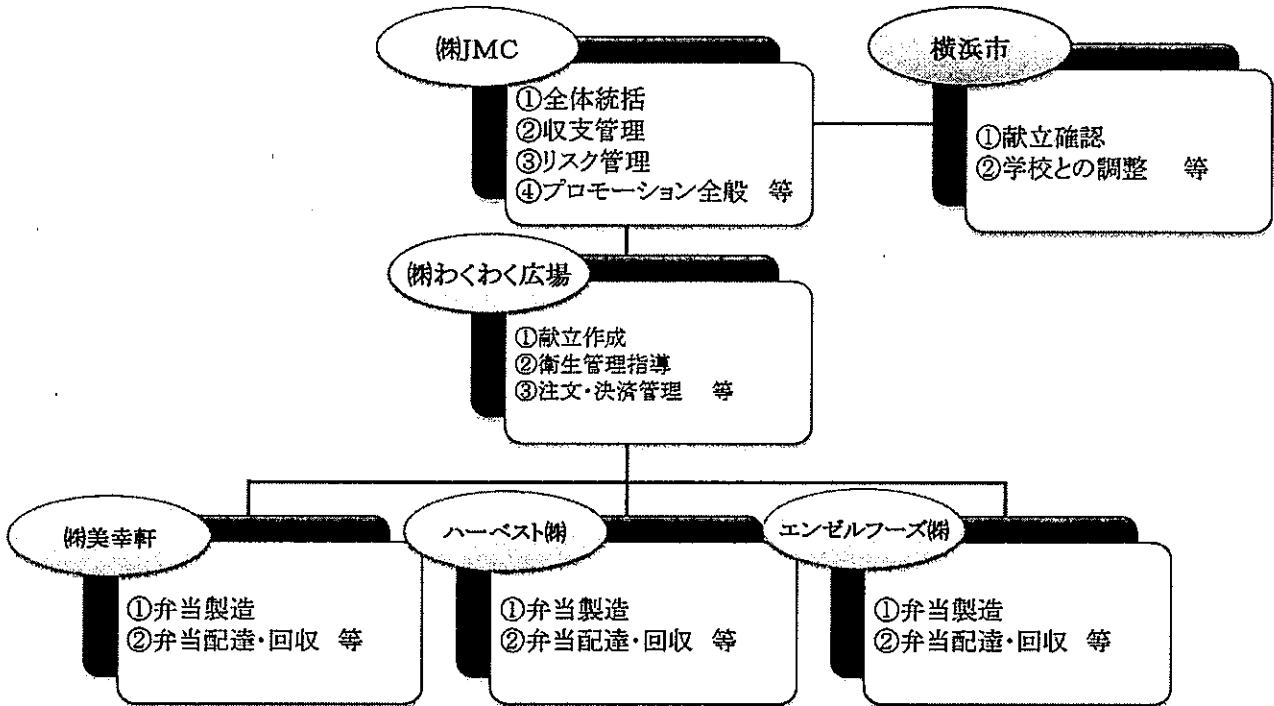 ㈱JMC
①全体統括
②収支管理
③リスク管理
④プロモーション全般 等
横浜市
①献立確認
②学校との調整 等
㈱わくわく広場
①献立作成
②衛生管理指導
③注文・決済管理 等
㈱美幸軒
①弁当製造
②弁当配達・回収 等
ハーベスト㈱
①弁当製造
②弁当配達・回収 等
エンゼルフーズ㈱
①弁当製造
②弁当配達・回収 等